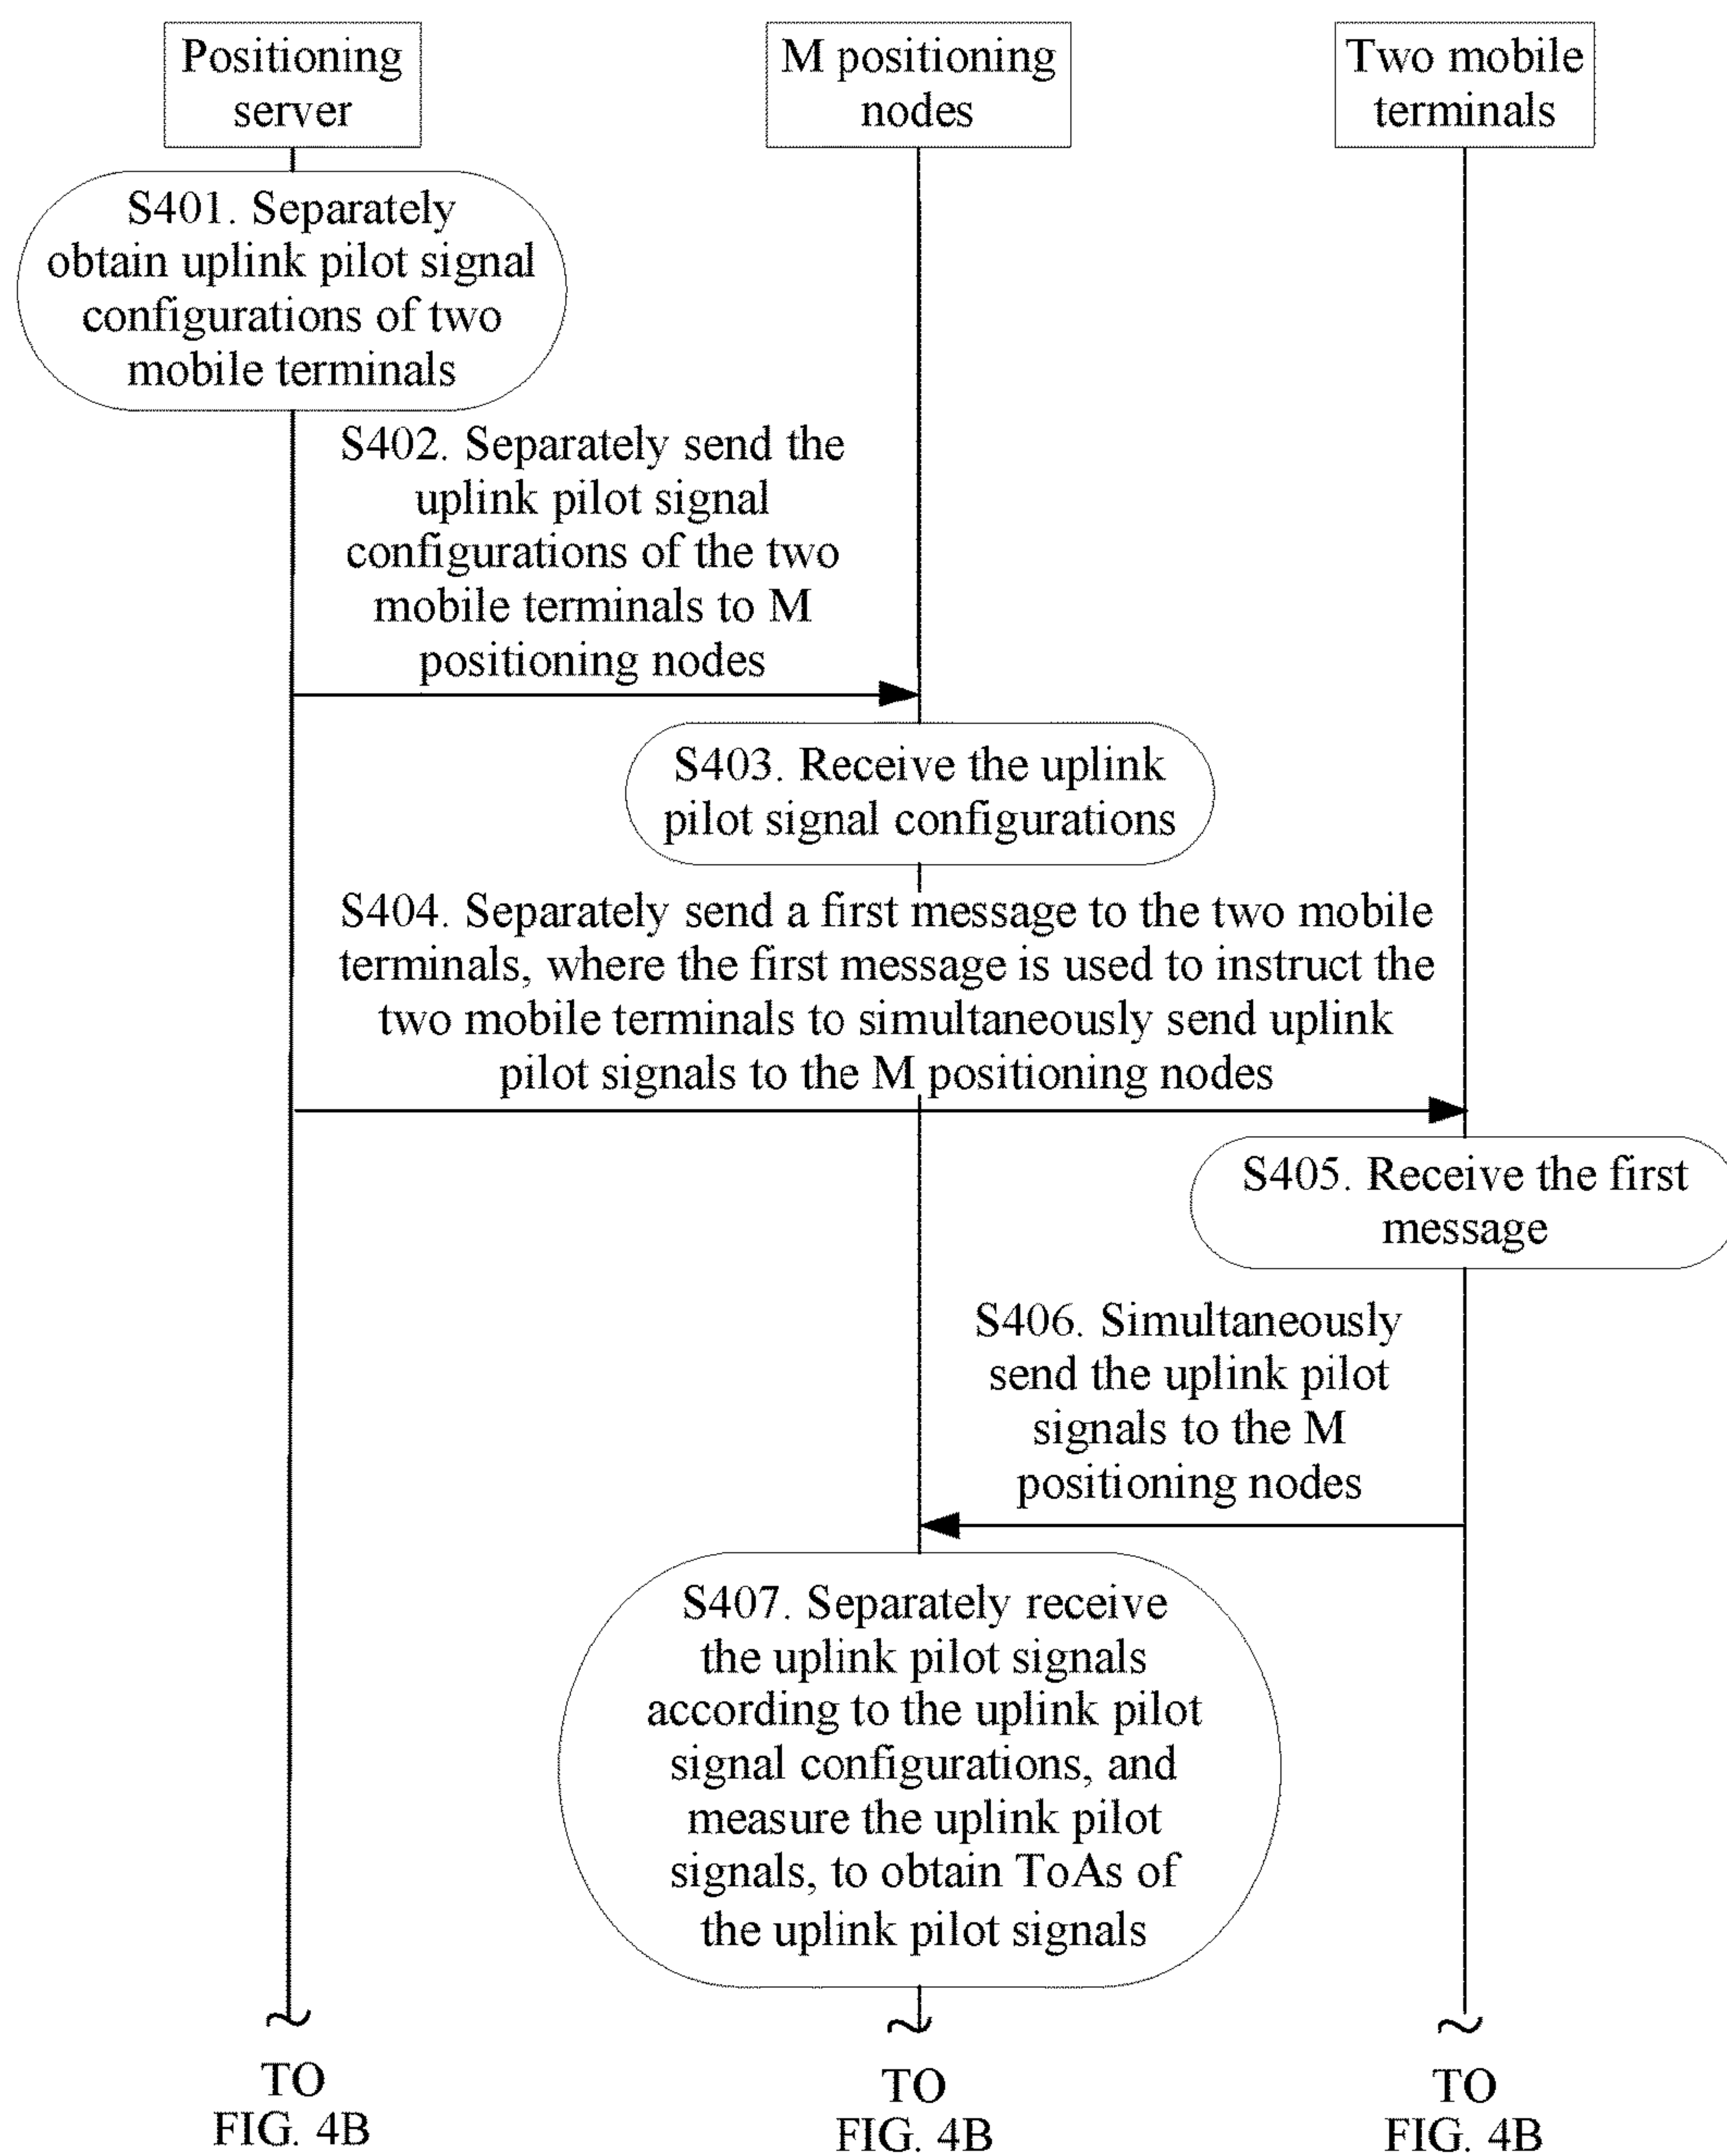 Positioning
server
M positioning
nodes
Two mobile
terminals
S401. Separately
obtain uplink pilot signal
configurations of two
mobile terminals
S402. Separately send the
uplink pilot signal
configurations of the two
mobile terminals to M
positioning nodes
S403. Receive the uplink
pilot signal configurations
S404. Separately send a first message to the two mobile
terminals, where the first message is used to instruct the
two mobile terminals to simultaneously send uplink
pilot signals to the M positioning nodes
S405. Receive the first
message
S406. Simultaneously
send the uplink pilot
signals to the M
positioning nodes
S407. Separately receive
the uplink pilot signals
according to the uplink pilot
signal configurations, and
measure the uplink pilot
signals, to obtain ToAs of
the uplink pilot signals
TO
FIG. 4B
TO
FIG. 4B
TO
FIG. 4B